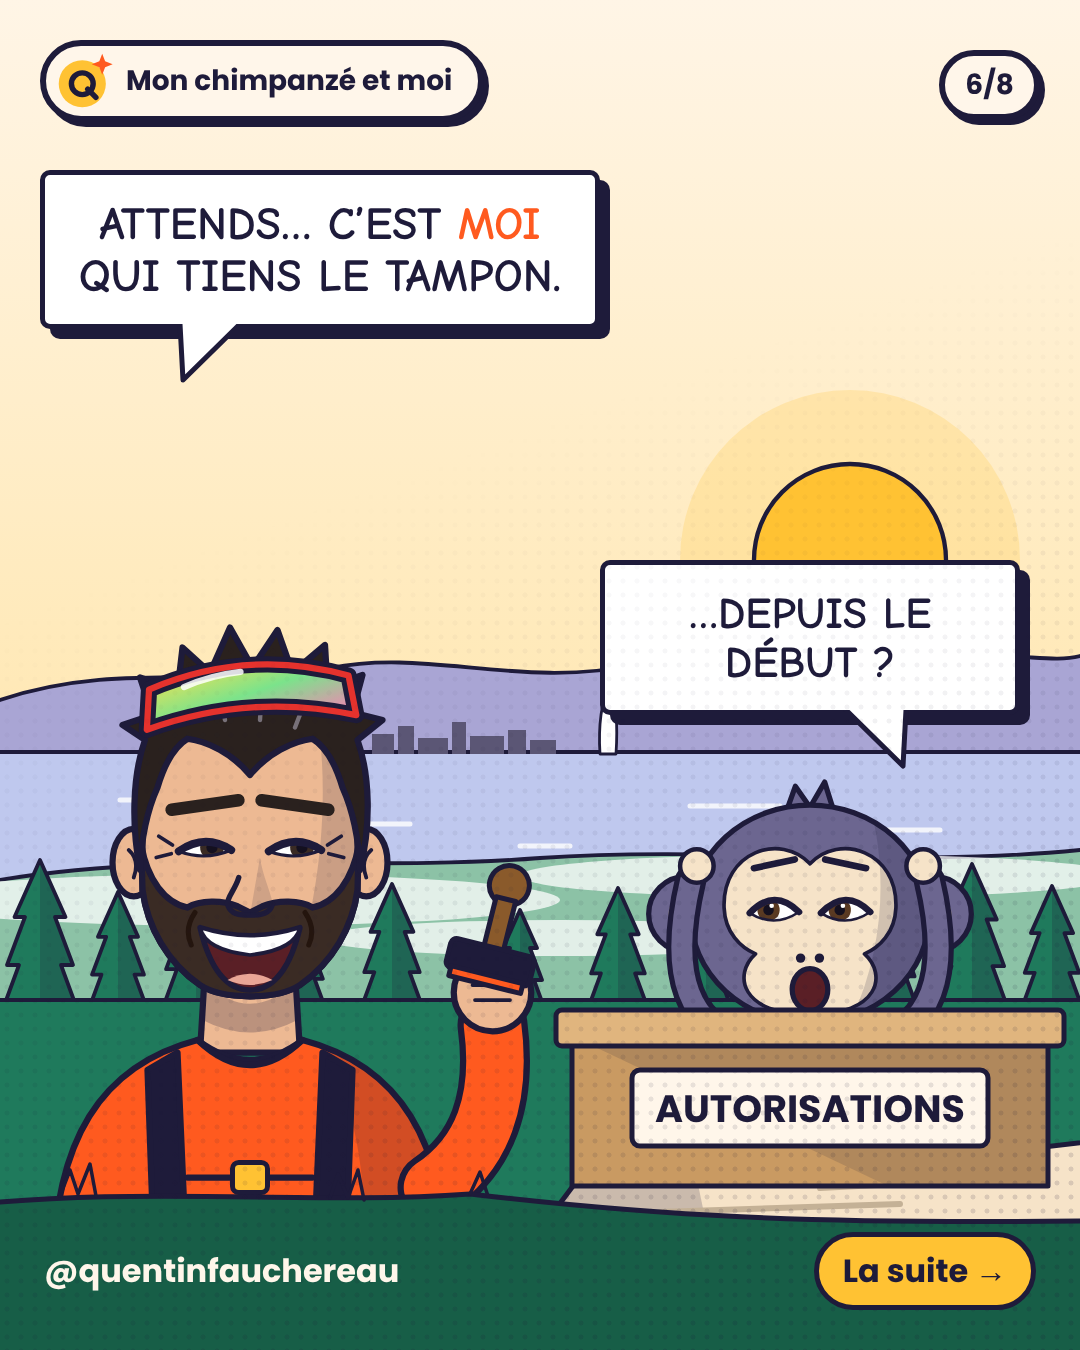 Q
Mon chimpanzé et moi
6/8
ATTENDS... C'EST MOI
QUI TIENS LE TAMPON.
...DEPUIS LE
DÉBUT ?
AUTORISATIONS
@quentinfauchereau
La suite →